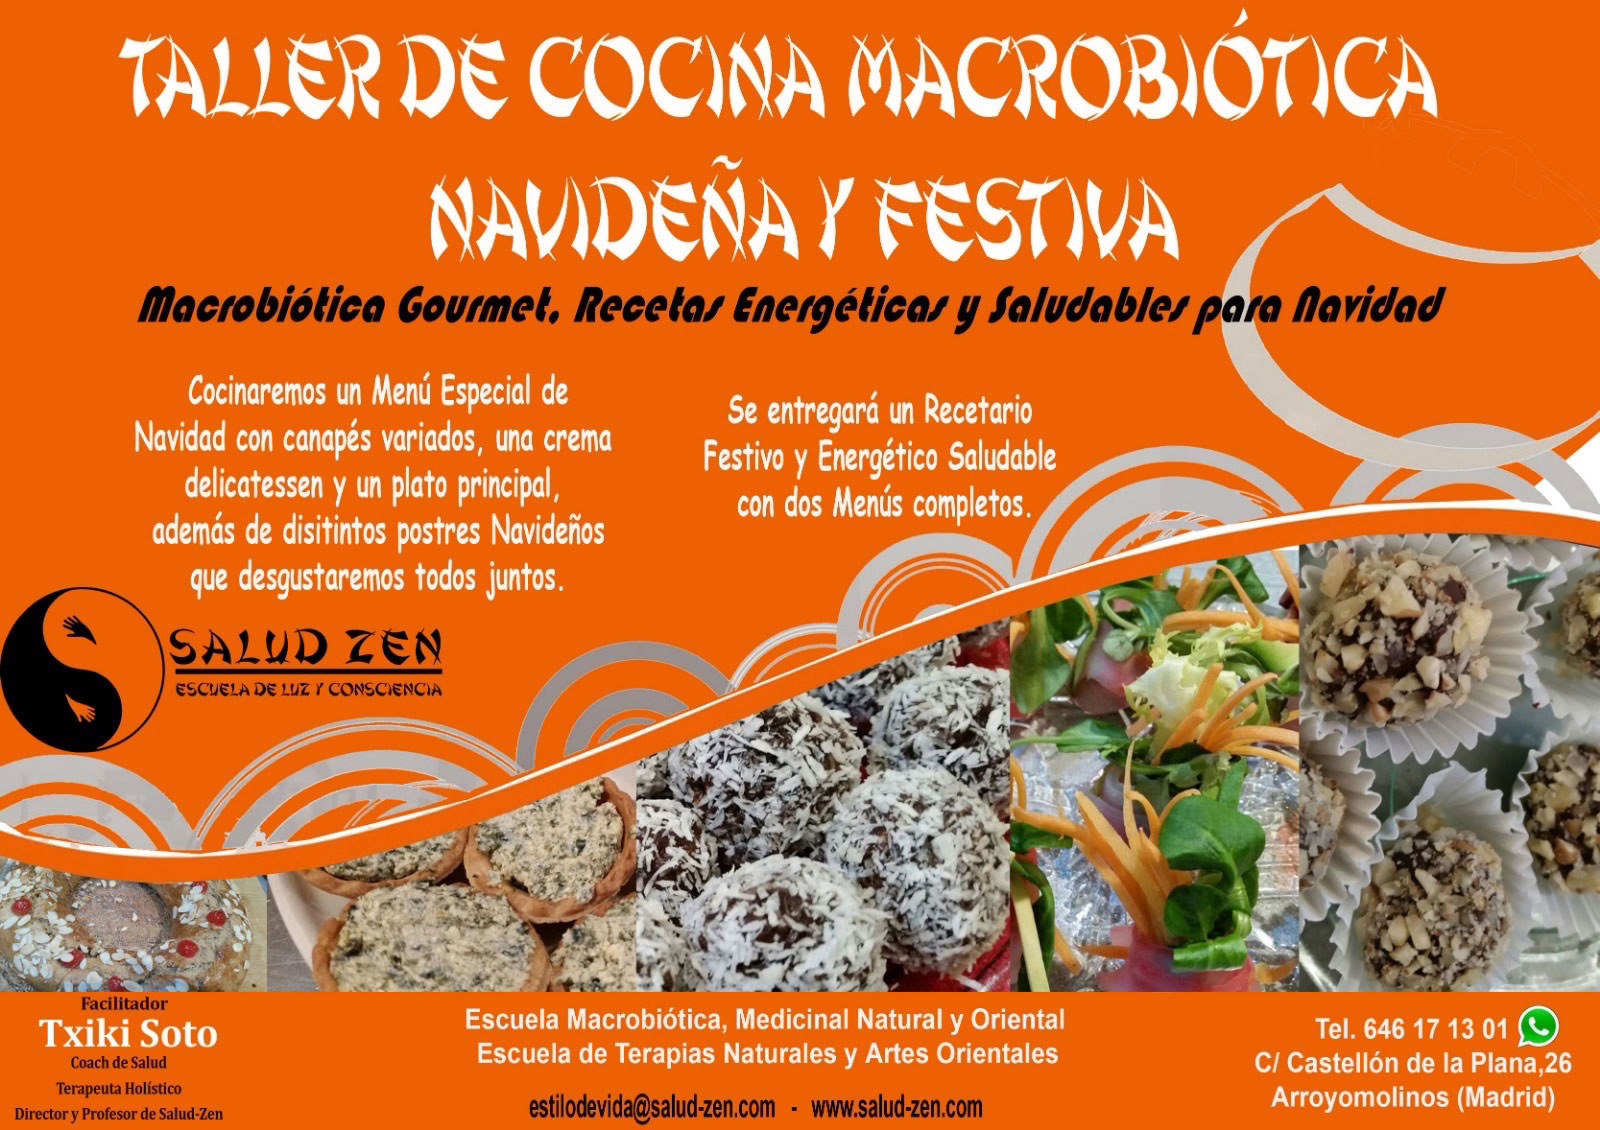 TALLER DE COCINA MACROBIÓTICA
NAVIDEÑA Y FESTIVA
Macrobiótica Gourmet, Recetas Energéticas y Saludables para Navidad
Cocinaremos un Menú Especial de
Navidad con canapés variados, una crema
delicatessen y un plato principal,
además de disitintos postres Navideños
que desgustaremos todos juntos.
Se entregará un Recetario
Festivo y Energético Saludable
con dos Menús completos.
SALUD ZEN
ESCUELA DE LUZ Y CONSCIENCIA
Facilitador
Txiki Soto
Coach de Salud
Terapeuta Holístico
Director y Profesor de Salud-Zen
Escuela Macrobiótica, Medicinal Natural y Oriental
Escuela de Terapias Naturales y Artes Orientales
estilodevida@salud-zen.com - www.salud-zen.com
Tel. 646 17 13 01
C/ Castellón de la Plana,26
Arroyomolinos (Madrid)